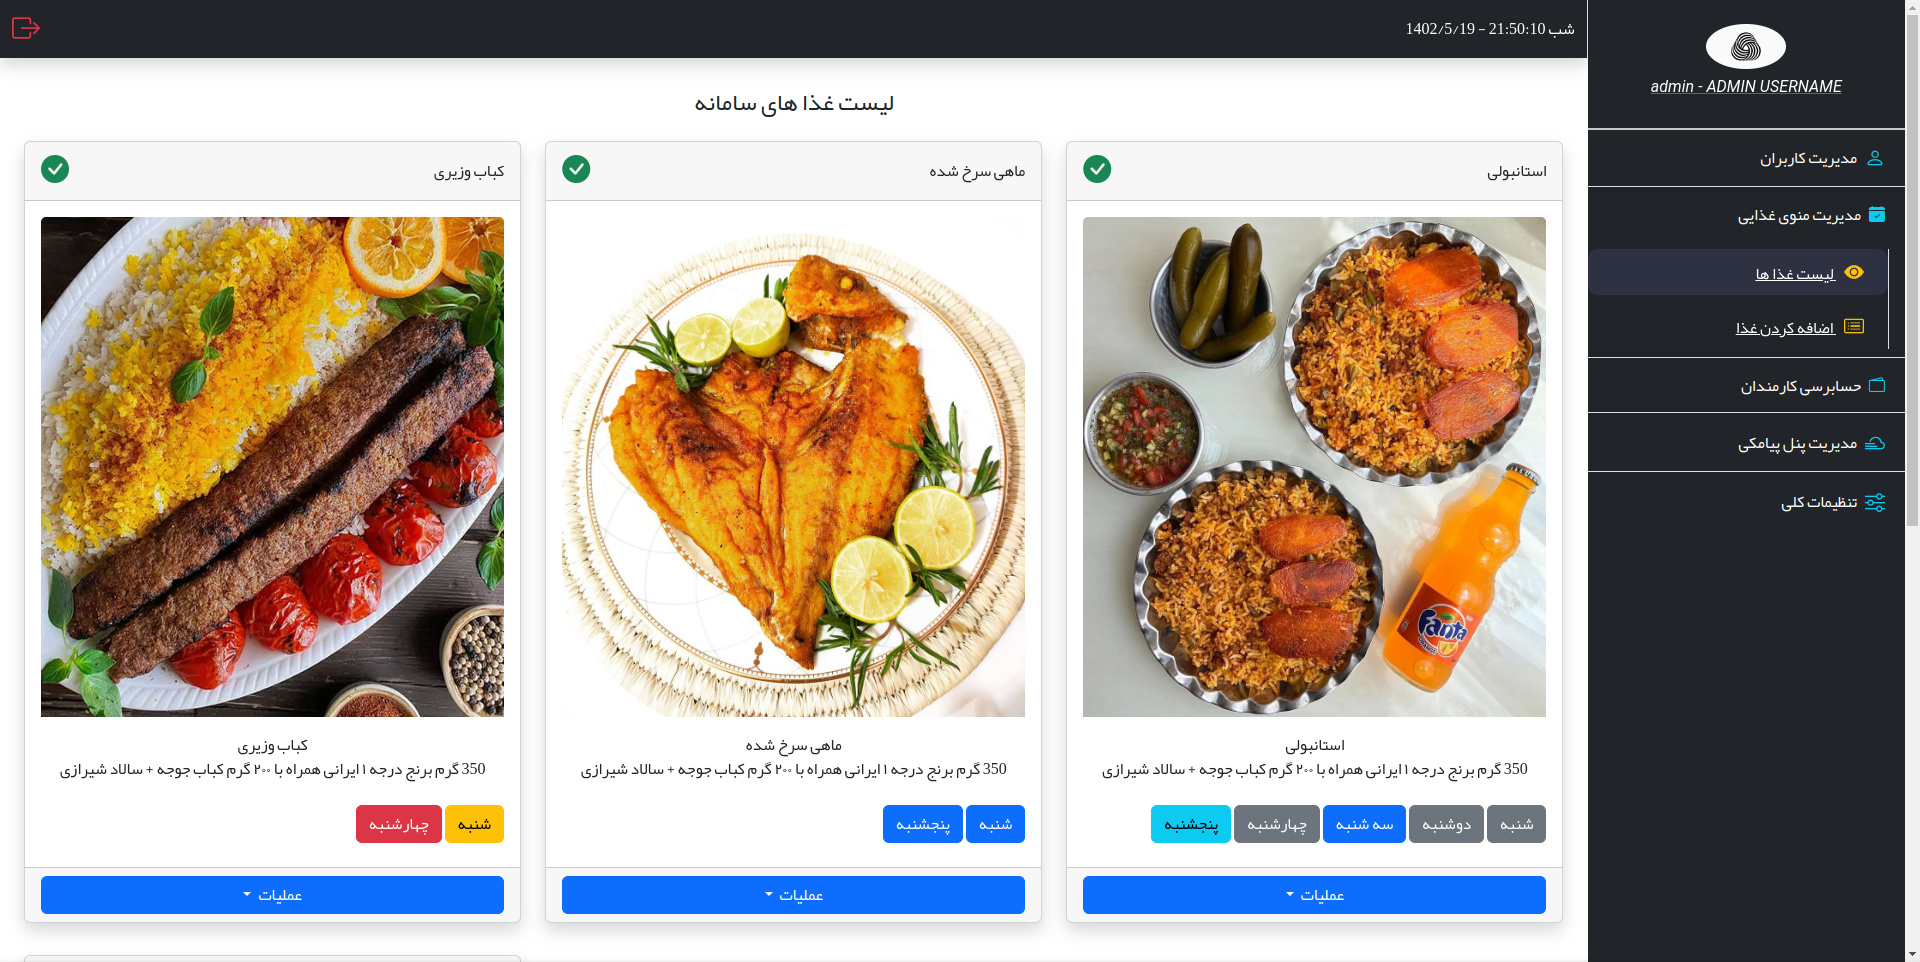 شب 21:50:10 - 1402/5/19
admin - ADMIN USERNAME
مدیریت کاربران
مدیریت منوی غذایی
لیست غذا ها
اضافه کردن غذا
حسابرسی کارمندان
مدیریت پنل پیامکی
تنظیمات کلی
لیست غذا های سامانه
استانبولی
Fanta
استانبولی
350 گرم برنج درجه ۱ ایرانی همراه با ۲۰۰ گرم کباب جوجه + سالاد شیرازی
شنبه دوشنبه سه شنبه چهارشنبه پنجشنبه
عملیات
ماهی سرخ شده
ماهی سرخ شده
350 گرم برنج درجه ۱ ایرانی همراه با ۲۰۰ گرم کباب جوجه + سالاد شیرازی
شنبه پنجشنبه
عملیات
کباب وزیری
کباب وزیری
350 گرم برنج درجه ۱ ایرانی همراه با ۲۰۰ گرم کباب جوجه + سالاد شیرازی
شنبه چهارشنبه
عملیات